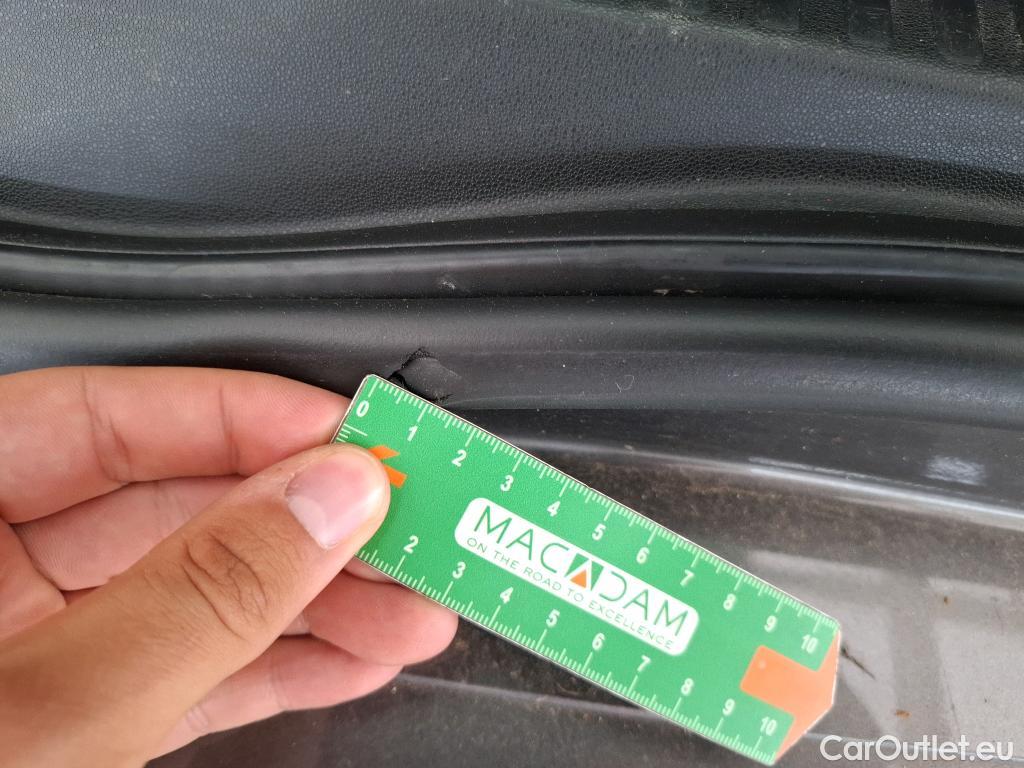 0 1 2 3 4 5 6 7 8 9 10
MACADAM
ON THE ROAD TO EXCELLENCE
2 3 4 5 6 7 8 9 10
CarOutlet.eu